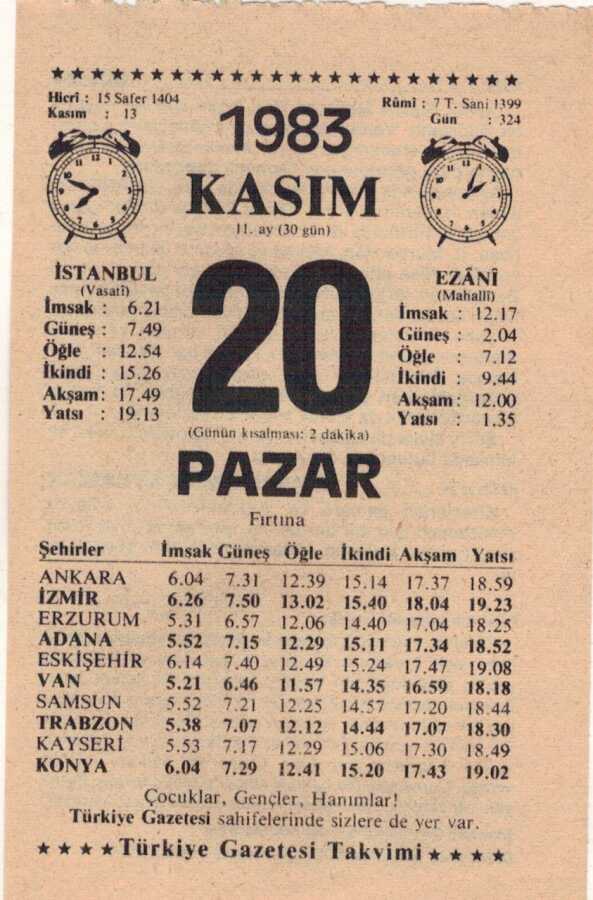 Hicrî : 15 Safer 1404
Kasım : 13
Rûmî : 7 T. Sani 1399
Gün : 324
1983
KASIM
11. ay (30 gün)
20
(Günün kısalması: 2 dakika)
PAZAR
Fırtına
İSTANBUL
(Vasatî)
İmsak : 6.21
Güneş : 7.49
Öğle : 12.54
İkindi : 15.26
Akşam: 17.49
Yatsı : 19.13
EZÂNÎ
(Mahallî)
İmsak : 12.17
Güneş : 2.04
Öğle : 7.12
İkindi : 9.44
Akşam: 12.00
Yatsı : 1.35
Şehirler İmsak Güneş Öğle İkindi Akşam Yatsı
ANKARA 6.04 7.31 12.39 15.14 17.37 18.59
İZMİR 6.26 7.50 13.02 15.40 18.04 19.23
ERZURUM 5.31 6.57 12.06 14.40 17.04 18.25
ADANA 5.52 7.15 12.29 15.11 17.34 18.52
ESKİŞEHİR 6.14 7.40 12.49 15.24 17.47 19.08
VAN 5.21 6.46 11.57 14.35 16.59 18.18
SAMSUN 5.52 7.21 12.25 14.57 17.20 18.44
TRABZON 5.38 7.07 12.12 14.44 17.07 18.30
KAYSERİ 5.53 7.17 12.29 15.06 17.30 18.49
KONYA 6.04 7.29 12.41 15.20 17.43 19.02
Çocuklar, Gençler, Hanımlar!
Türkiye Gazetesi sahifelerinde sizlere de yer var.
★★★★Türkiye Gazetesi Takvimi★★★★